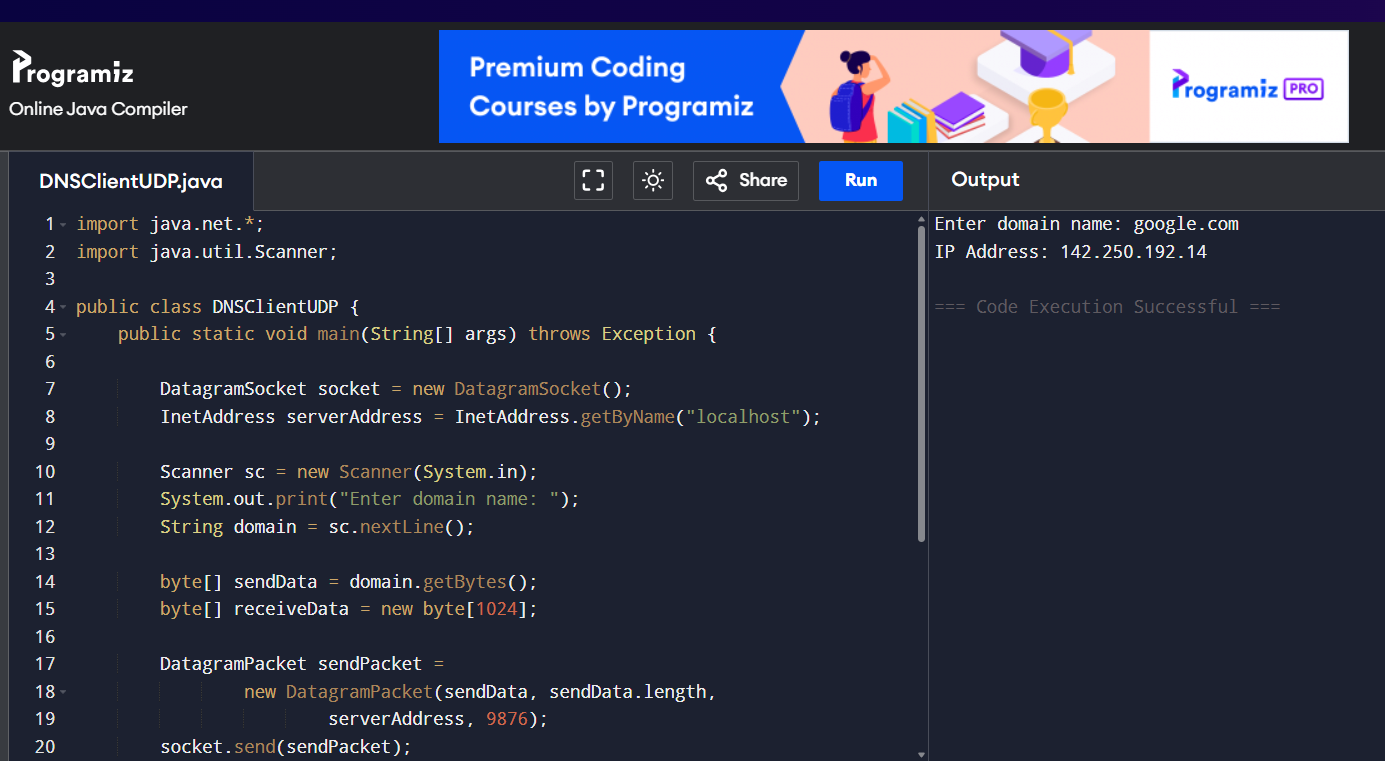 Programiz
Online Java Compiler
Premium Coding
Courses by Programiz
Programiz PRO
DNSClientUDP.java
Share
Run
Output
1 import java.net.*;
2 import java.util.Scanner;
3
4 public class DNSClientUDP {
5     public static void main(String[] args) throws Exception {
6
7         DatagramSocket socket = new DatagramSocket();
8         InetAddress serverAddress = InetAddress.getByName("localhost");
9
10         Scanner sc = new Scanner(System.in);
11         System.out.print("Enter domain name: ");
12         String domain = sc.nextLine();
13
14         byte[] sendData = domain.getBytes();
15         byte[] receiveData = new byte[1024];
16
17         DatagramPacket sendPacket =
18                 new DatagramPacket(sendData, sendData.length,
19                         serverAddress, 9876);
20         socket.send(sendPacket);
Enter domain name: google.com
IP Address: 142.250.192.14
=== Code Execution Successful ===